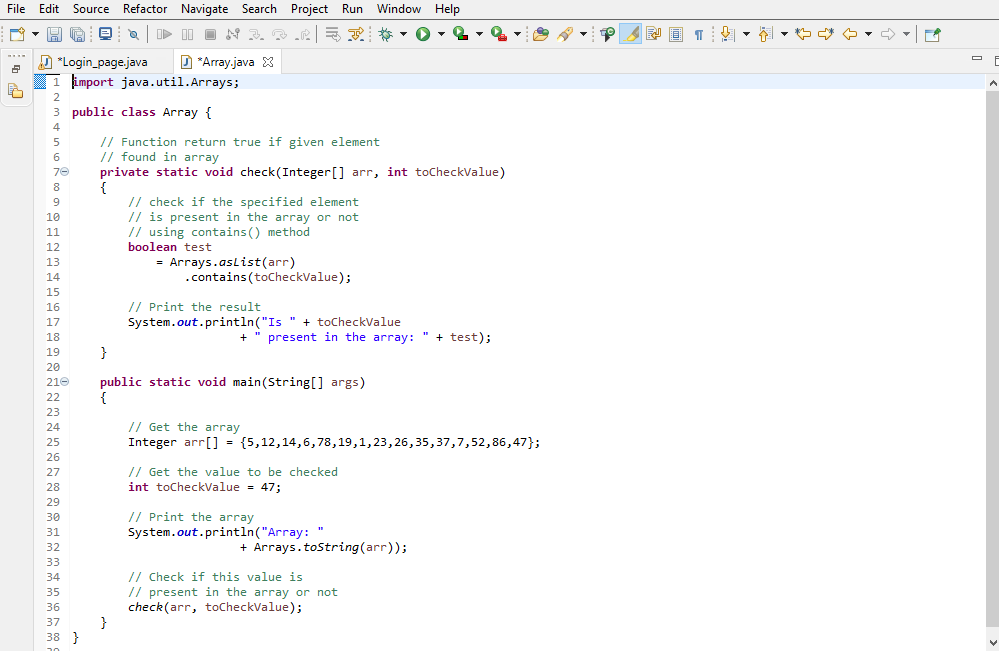 File Edit Source Refactor Navigate Search Project Run Window Help
*Login_page.java *Array.java
1 import java.util.Arrays;
2
3 public class Array {
4
5 // Function return true if given element
6 // found in array
7 private static void check(Integer[] arr, int toCheckValue)
8 {
9 // check if the specified element
10 // is present in the array or not
11 // using contains() method
12 boolean test
13 = Arrays.asList(arr)
14 .contains(toCheckValue);
15
16 // Print the result
17 System.out.println("Is " + toCheckValue
18 + " present in the array: " + test);
19 }
20
21 public static void main(String[] args)
22 {
23
24 // Get the array
25 Integer arr[] = {5,12,14,6,78,19,1,23,26,35,37,7,52,86,47};
26
27 // Get the value to be checked
28 int toCheckValue = 47;
29
30 // Print the array
31 System.out.println("Array: "
32 + Arrays.toString(arr));
33
34 // Check if this value is
35 // present in the array or not
36 check(arr, toCheckValue);
37 }
38 }